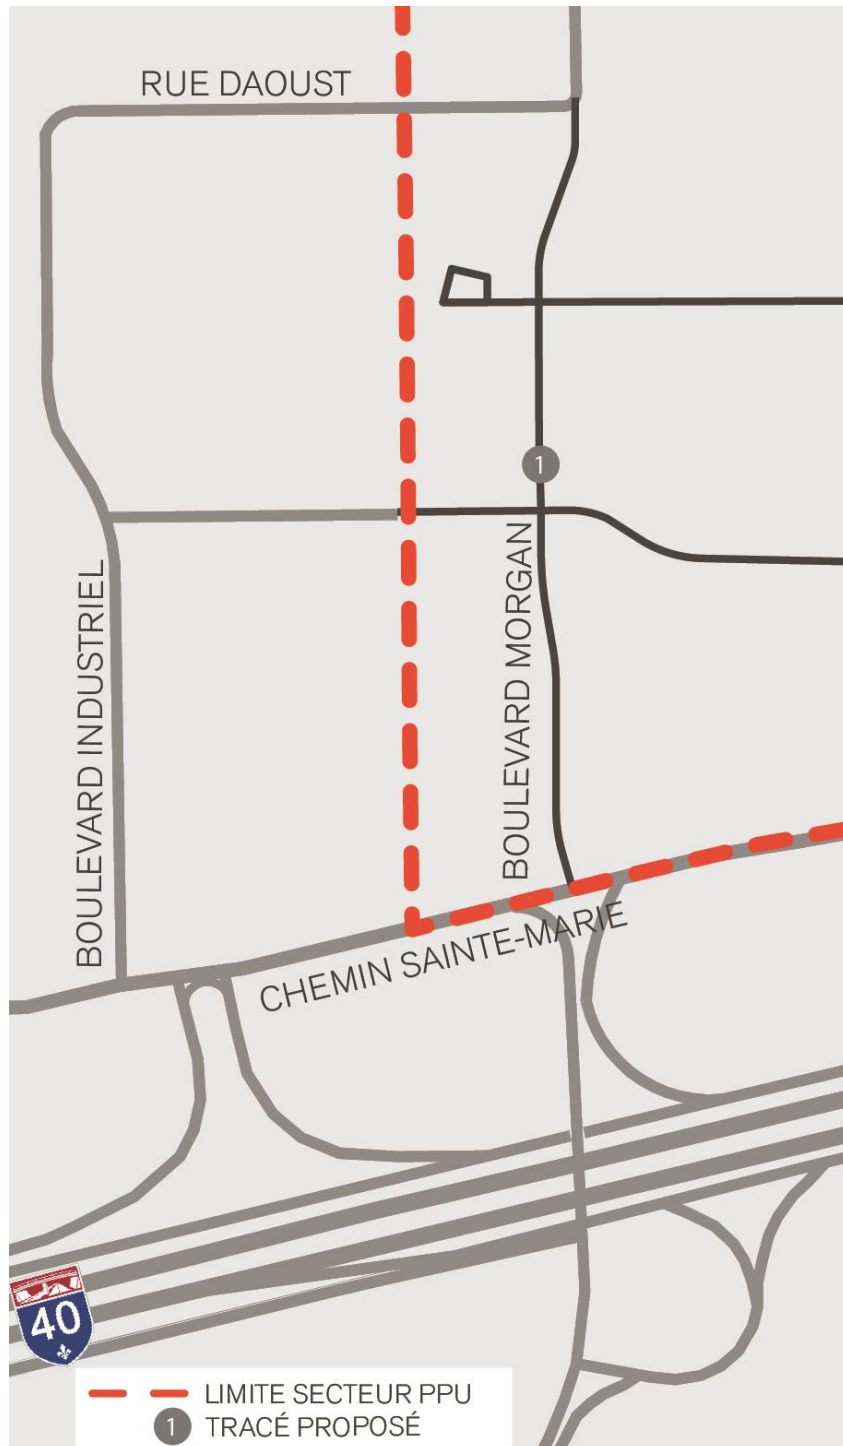 RUE DAOUST
1
BOULEVARD MORGAN
BOULEVARD INDUSTRIEL
CHEMIN SAINTE-MARIE
40
LIMITE SECTEUR PPU
1 TRACÉ PROPOSÉ